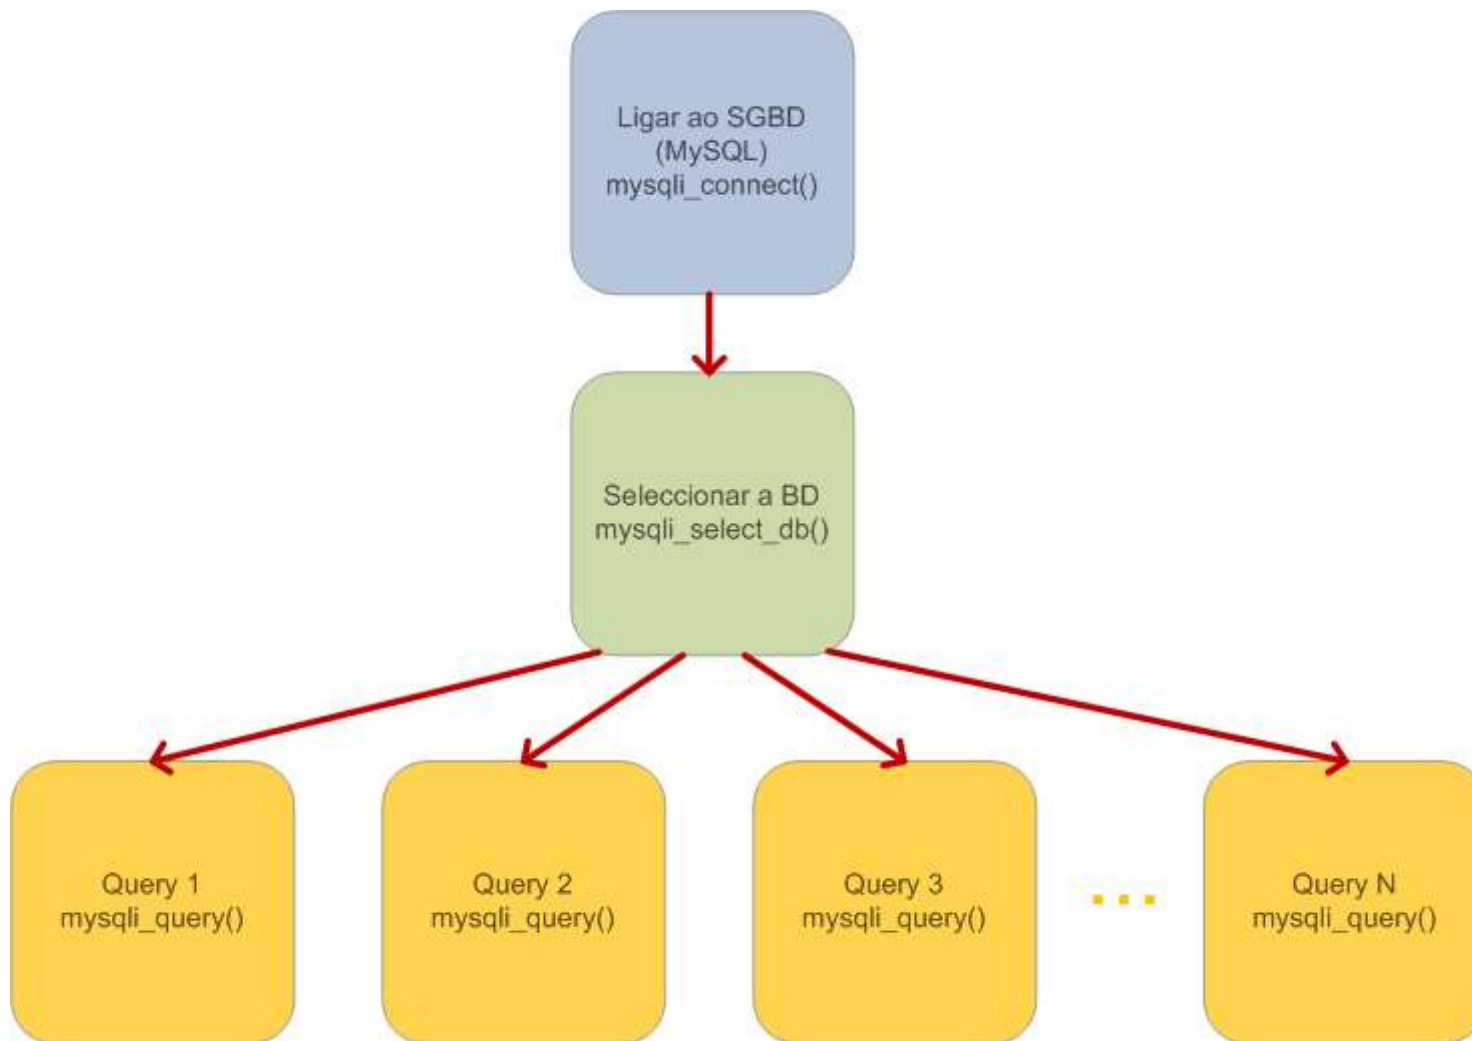 Ligar ao SGBD
(MySQL)
mysqli_connect()
Seleccionar a BD
mysqli_select_db()
Query 1
mysqli_query()
Query 2
mysqli_query()
Query 3
mysqli_query()
...
Query N
mysqli_query()